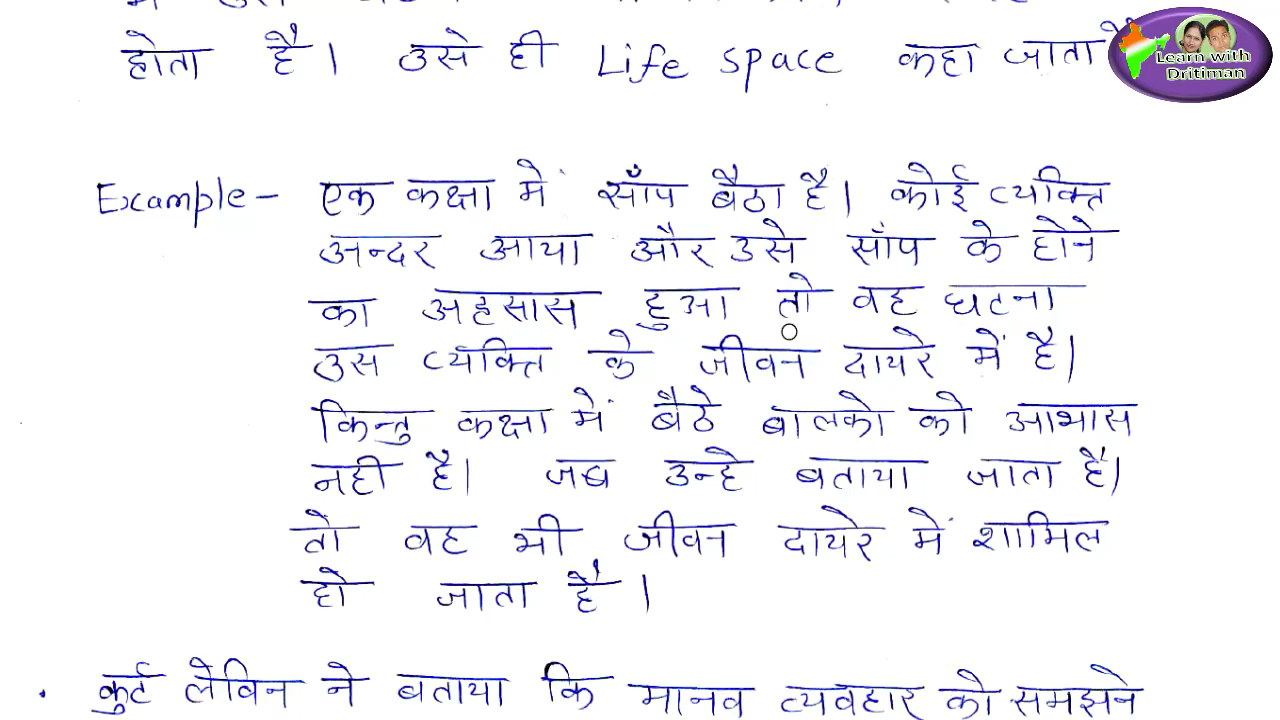 होता है। उसे ही Life space कहा जाता है
Learn with
Dritiman
Example - एक कक्षा में साँप बैठा है। कोई व्यक्ति
अन्दर आया और उसे साँप के होने
का अहसास हुआ तो वह घटना
उस व्यक्ति के जीवन दायरे में है।
किन्तु कक्षा में बैठे बालको को आभास
नही है। जब उन्हे बताया जाता है।
तो वह भी जीवन दायरे में शामिल
हो जाता है।
• कुर्ट लेविन ने बताया कि मानव व्यवहार को समझने